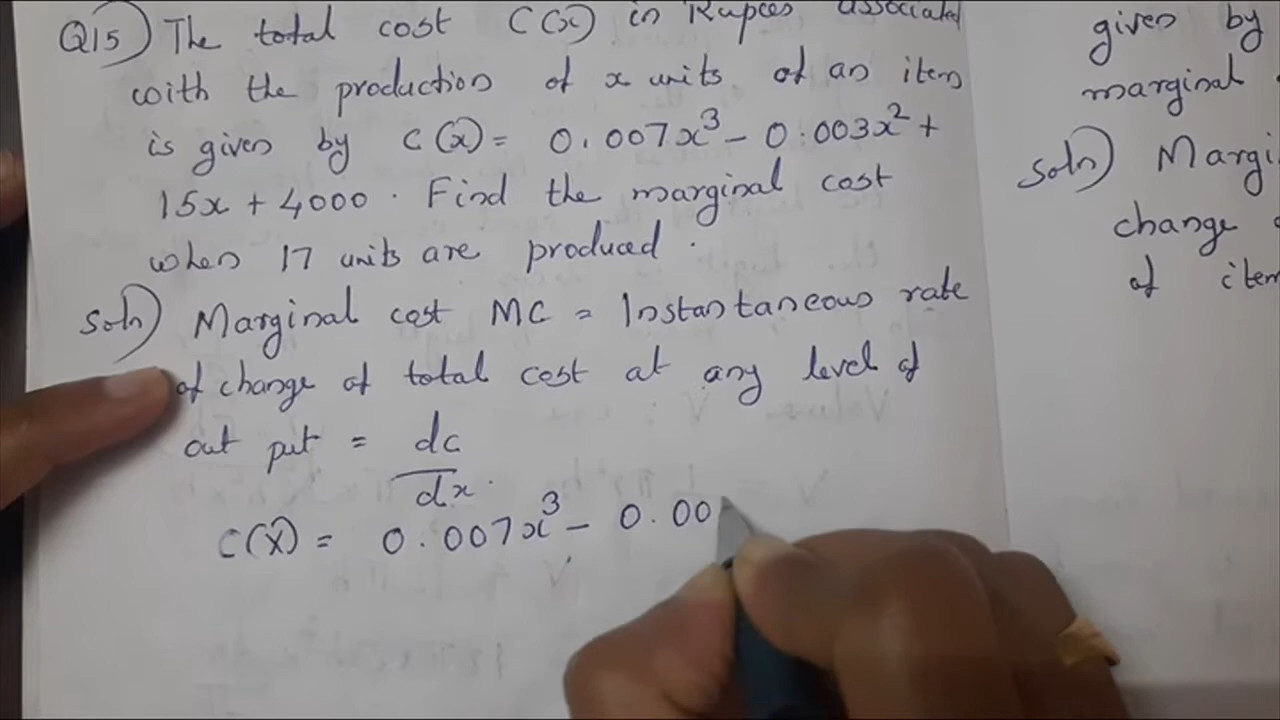 Q15) The total cost C(x) in Rupees associated
with the production of x units of an item
is given by C(x) = 0.007x³ - 0.003x² +
15x + 4000. Find the marginal cost
when 17 units are produced.
Soln) Marginal cost MC = Instantaneous rate
of change of total cost at any level of
out put = dc/dx.
C(x) = 0.007x³ - 0.00
given by
marginal
Soln) Margi
change
of item